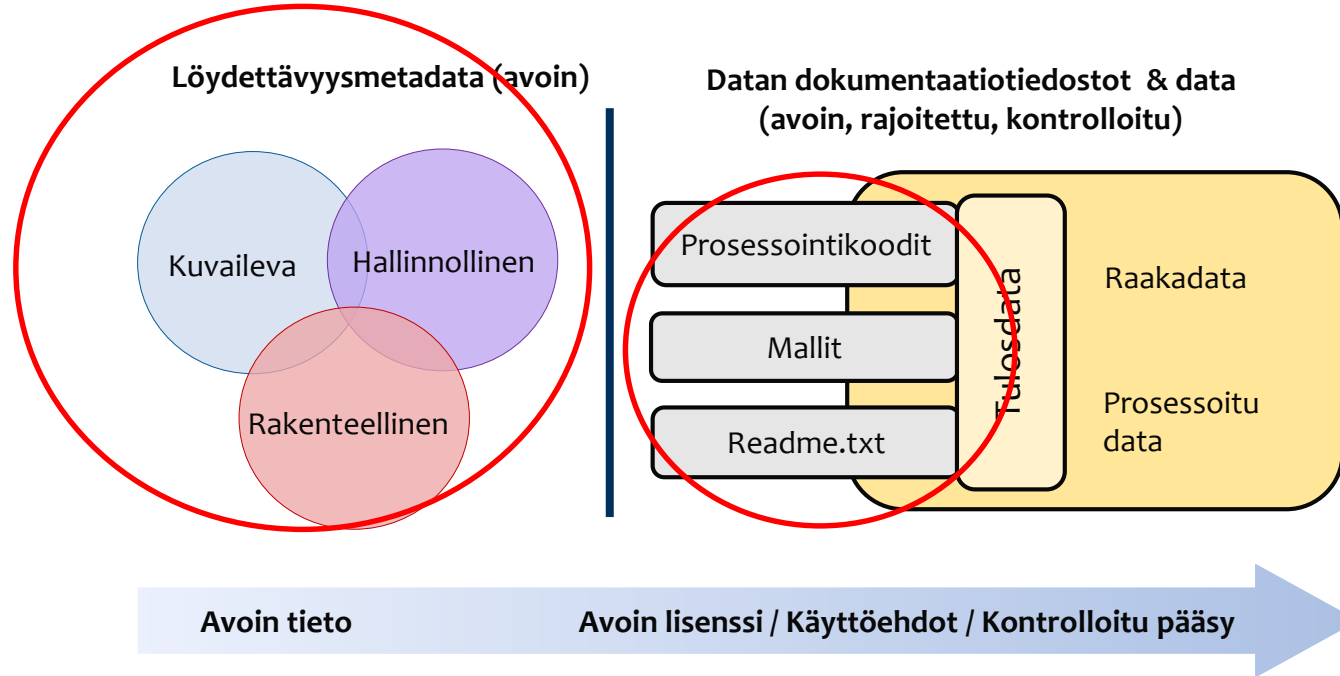 Löydettävyysmetadata (avoin)
Kuvaileva
Hallinnollinen
Rakenteellinen
Datan dokumentaatiotiedostot & data
(avoin, rajoitettu, kontrolloitu)
Prosessointikoodit
Mallit
Readme.txt
Tulosdata
Raakadata
Prosessoitu
data
Avoin tieto
Avoin lisenssi / Käyttöehdot / Kontrolloitu pääsy